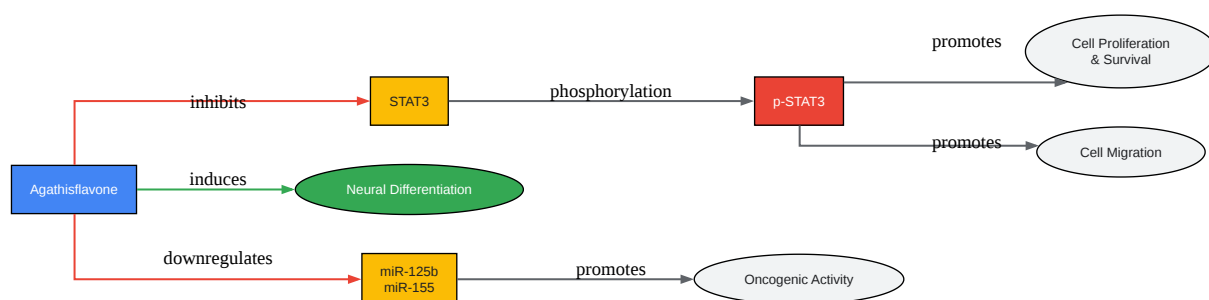 promotes
Cell Proliferation
& Survival
inhibits
STAT3
phosphorylation
p-STAT3
promotes
Cell Migration
Agathisflavone
induces
Neural Differentiation
downregulates
miR-125b
miR-155
promotes
Oncogenic Activity